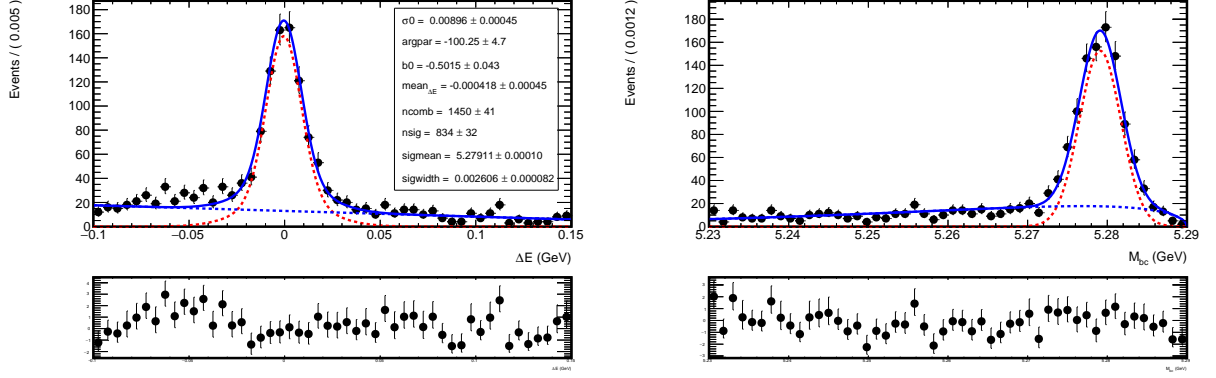 Events / ( 0.005 )
180
160
140
120
100
80
60
40
20
0
σ0 = 0.00896 ± 0.00045
argpar = -100.25 ± 4.7
b0 = -0.5015 ± 0.043
mean_ΔE = -0.000418 ± 0.00045
ncomb = 1450 ± 41
nsig = 834 ± 32
sigmean = 5.27911 ± 0.00010
sigwidth = 0.002606 ± 0.000082
−0.1 −0.05 0 0.05 0.1 0.15
ΔE (GeV)
Events / ( 0.0012 )
180
160
140
120
100
80
60
40
20
0
5.23 5.24 5.25 5.26 5.27 5.28 5.29
M_bc (GeV)
ΔE (GeV)
M_bc (GeV)